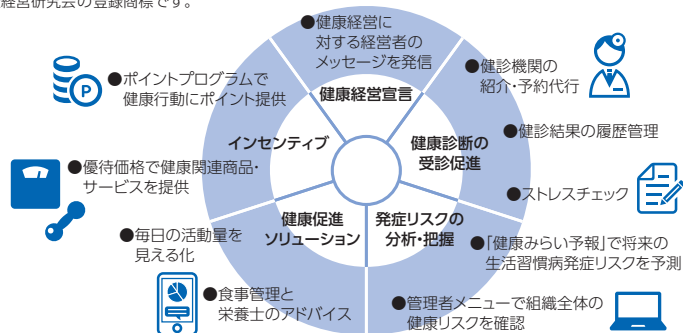 経営研究会の登録商標です。
●健康経営に
対する経営者の
メッセージを発信
●ポイントプログラムで
健康行動にポイント提供
P
●健診機関の
紹介・予約代行
健康経営宣言
インセンティブ
健康診断の
受診促進
●健診結果の履歴管理
●優待価格で健康関連商品・
サービスを提供
●ストレスチェック
健康促進
ソリューション
発症リスクの
分析・把握
●毎日の活動量を
見える化
●「健康みらい予報」で将来の
生活習慣病発症リスクを予測
●食事管理と
栄養士のアドバイス
●管理者メニューで組織全体の
健康リスクを確認